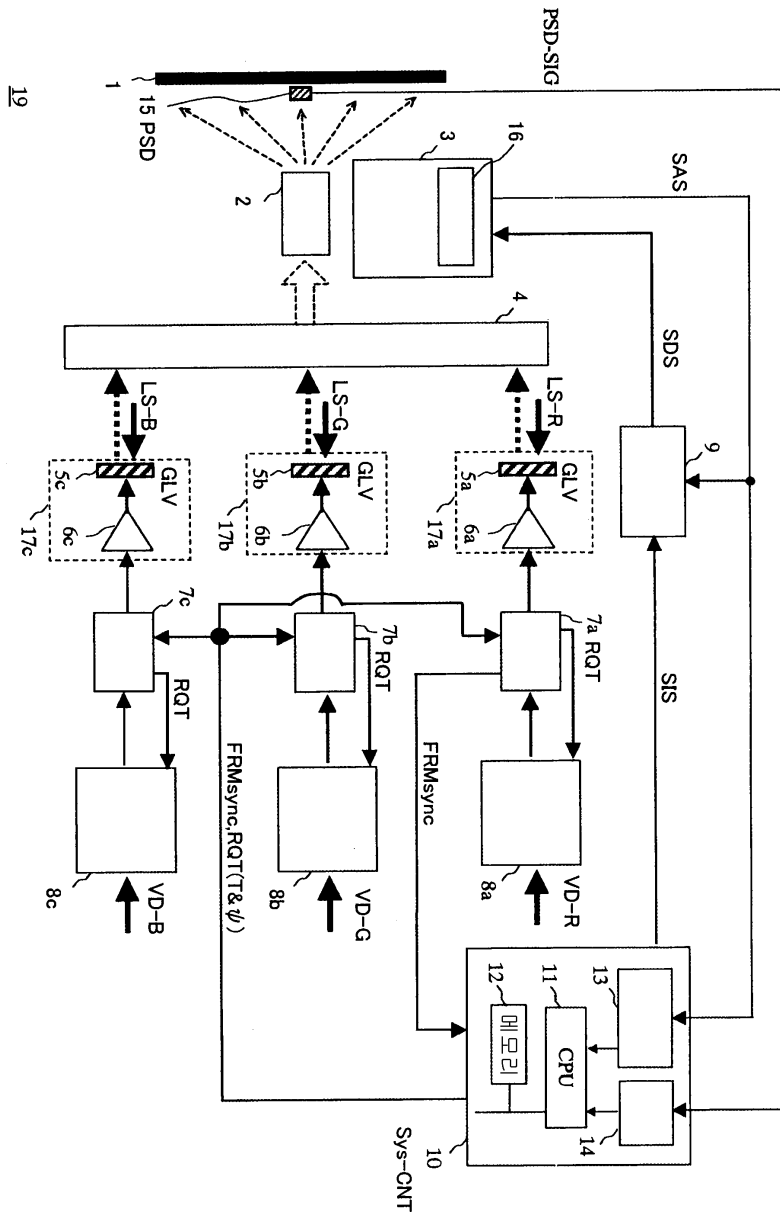 PSD-SIG
SAS
SDS
9
SIS
13
14
11
CPU
12
메모리
10
Sys-CNT
16
3
4
LS-R
GLV
5a
6a
17a
7a
RQT
FRMsync
8a
VD-R
15 PSD
1
2
LS-G
GLV
5b
6b
17b
7b
RQT
8b
VD-G
FRMsync,RQT(T&ψ)
LS-B
GLV
5c
6c
17c
7c
RQT
8c
VD-B
19